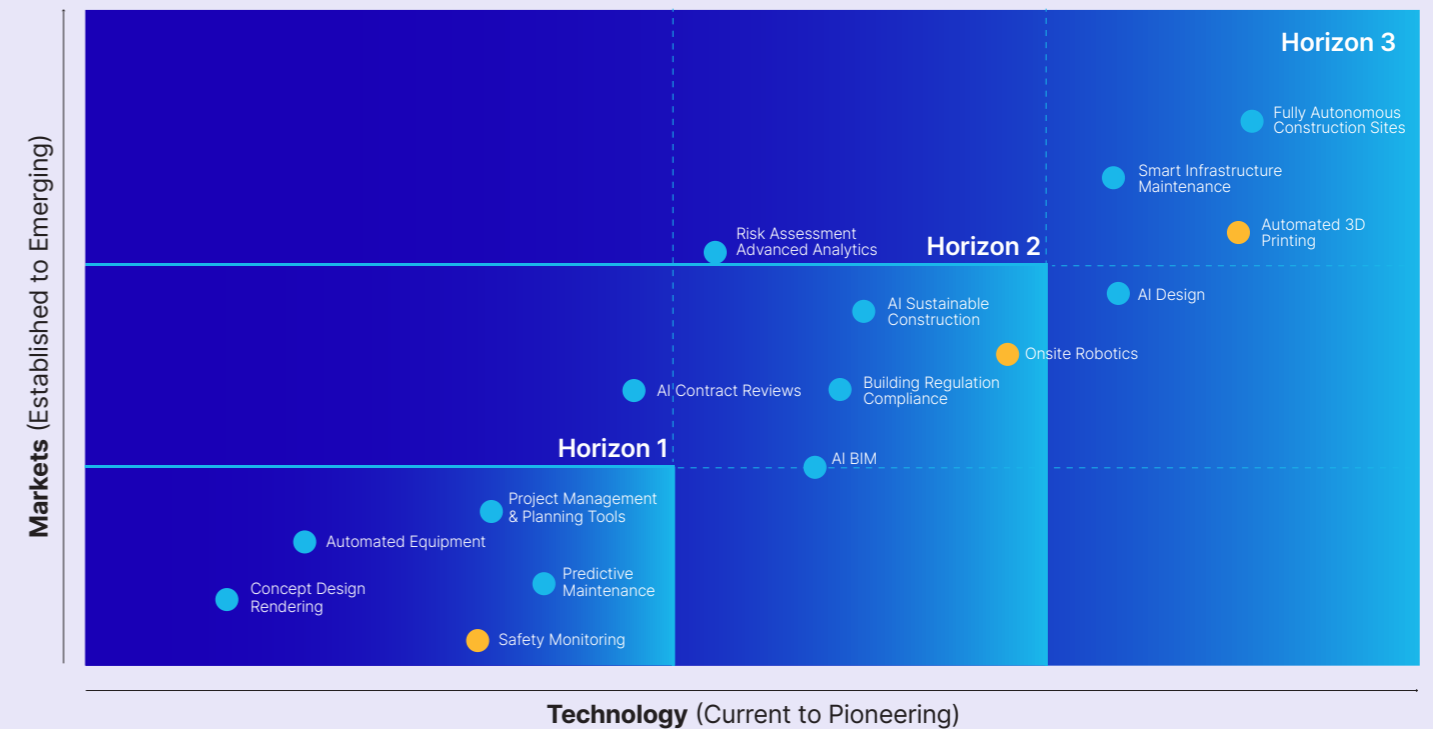 Markets (Established to Emerging)
Horizon 3
Fully Autonomous
Construction Sites
Smart Infrastructure
Maintenance
Automated 3D
Printing
Risk Assessment
Advanced Analytics
Horizon 2
AI Design
AI Sustainable
Construction
Onsite Robotics
AI Contract Reviews
Building Regulation
Compliance
AI BIM
Horizon 1
Project Management
& Planning Tools
Automated Equipment
Predictive
Maintenance
Concept Design
Rendering
Safety Monitoring
Technology (Current to Pioneering)